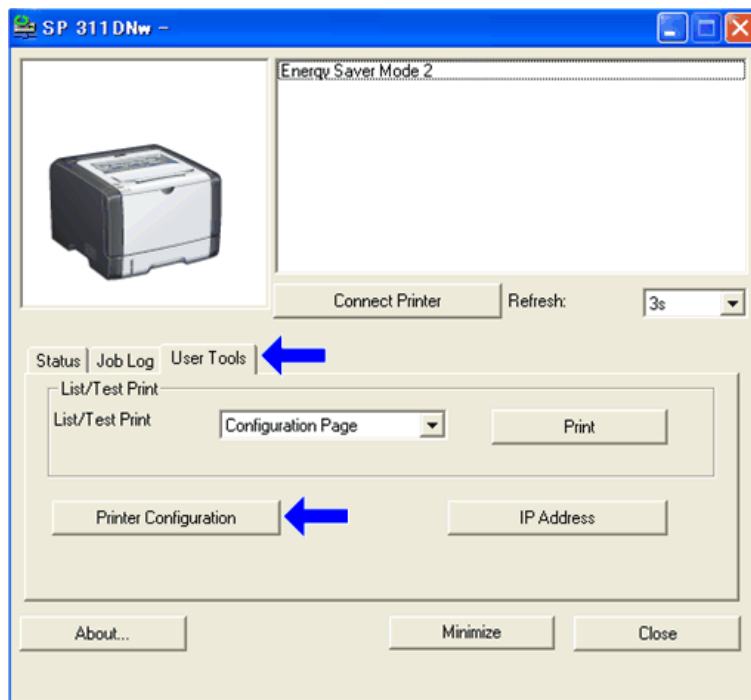 SP 311DNw -
Energy Saver Mode 2
Connect Printer Refresh: 3s
Status Job Log User Tools
List/Test Print
List/Test Print Configuration Page Print
Printer Configuration IP Address
About... Minimize Close